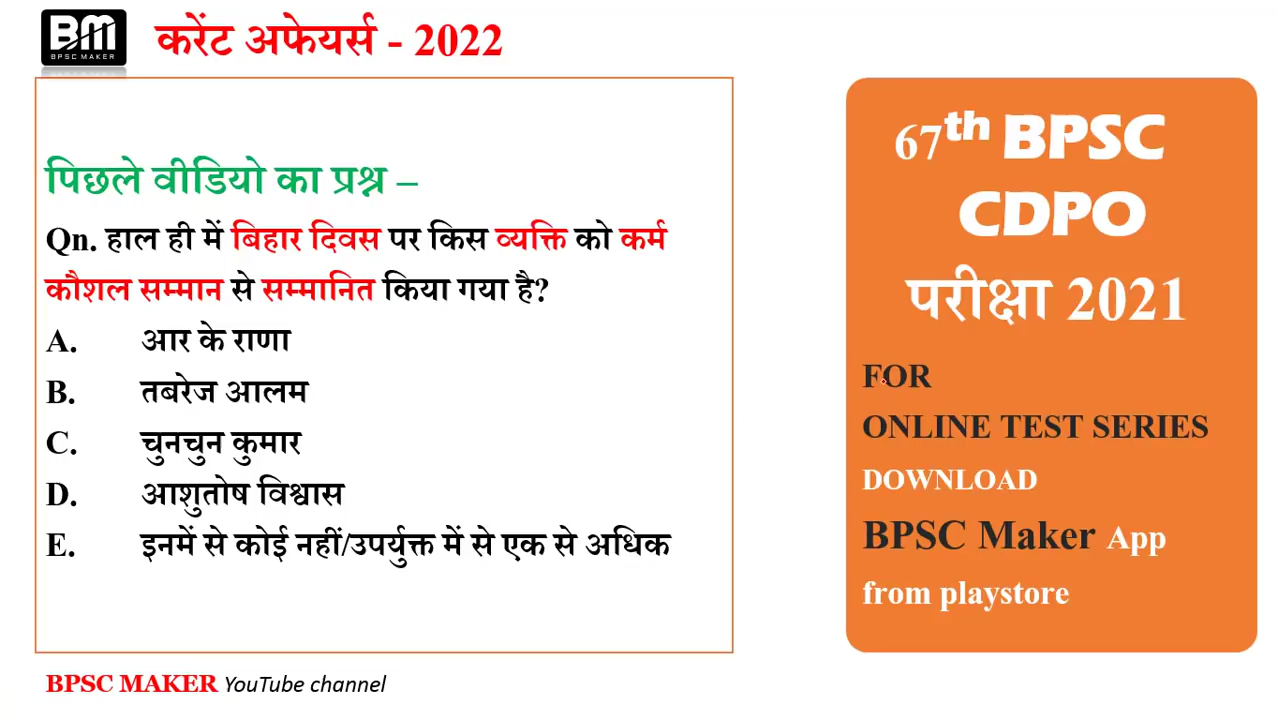 BM
BPSC MAKER
करेंट अफेयर्स - 2022
पिछले वीडियो का प्रश्न –
Qn. हाल ही में बिहार दिवस पर किस व्यक्ति को कर्म
कौशल सम्मान से सम्मानित किया गया है?
A. आर के राणा
B. तबरेज आलम
C. चुनचुन कुमार
D. आशुतोष विश्वास
E. इनमें से कोई नहीं/उपर्युक्त में से एक से अधिक
67th BPSC
CDPO
परीक्षा 2021
FOR
ONLINE TEST SERIES
DOWNLOAD
BPSC Maker App
from playstore
BPSC MAKER YouTube channel